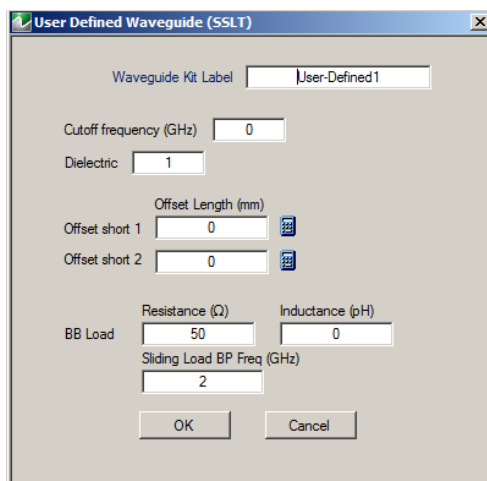 User Defined Waveguide (SSLT)
Waveguide Kit Label User-Defined1
Cutoff frequency (GHz) 0
Dielectric 1
Offset Length (mm)
Offset short 1 0
Offset short 2 0
Resistance (Ω) Inductance (pH)
BB Load 50 0
Sliding Load BP Freq (GHz)
2
OK Cancel